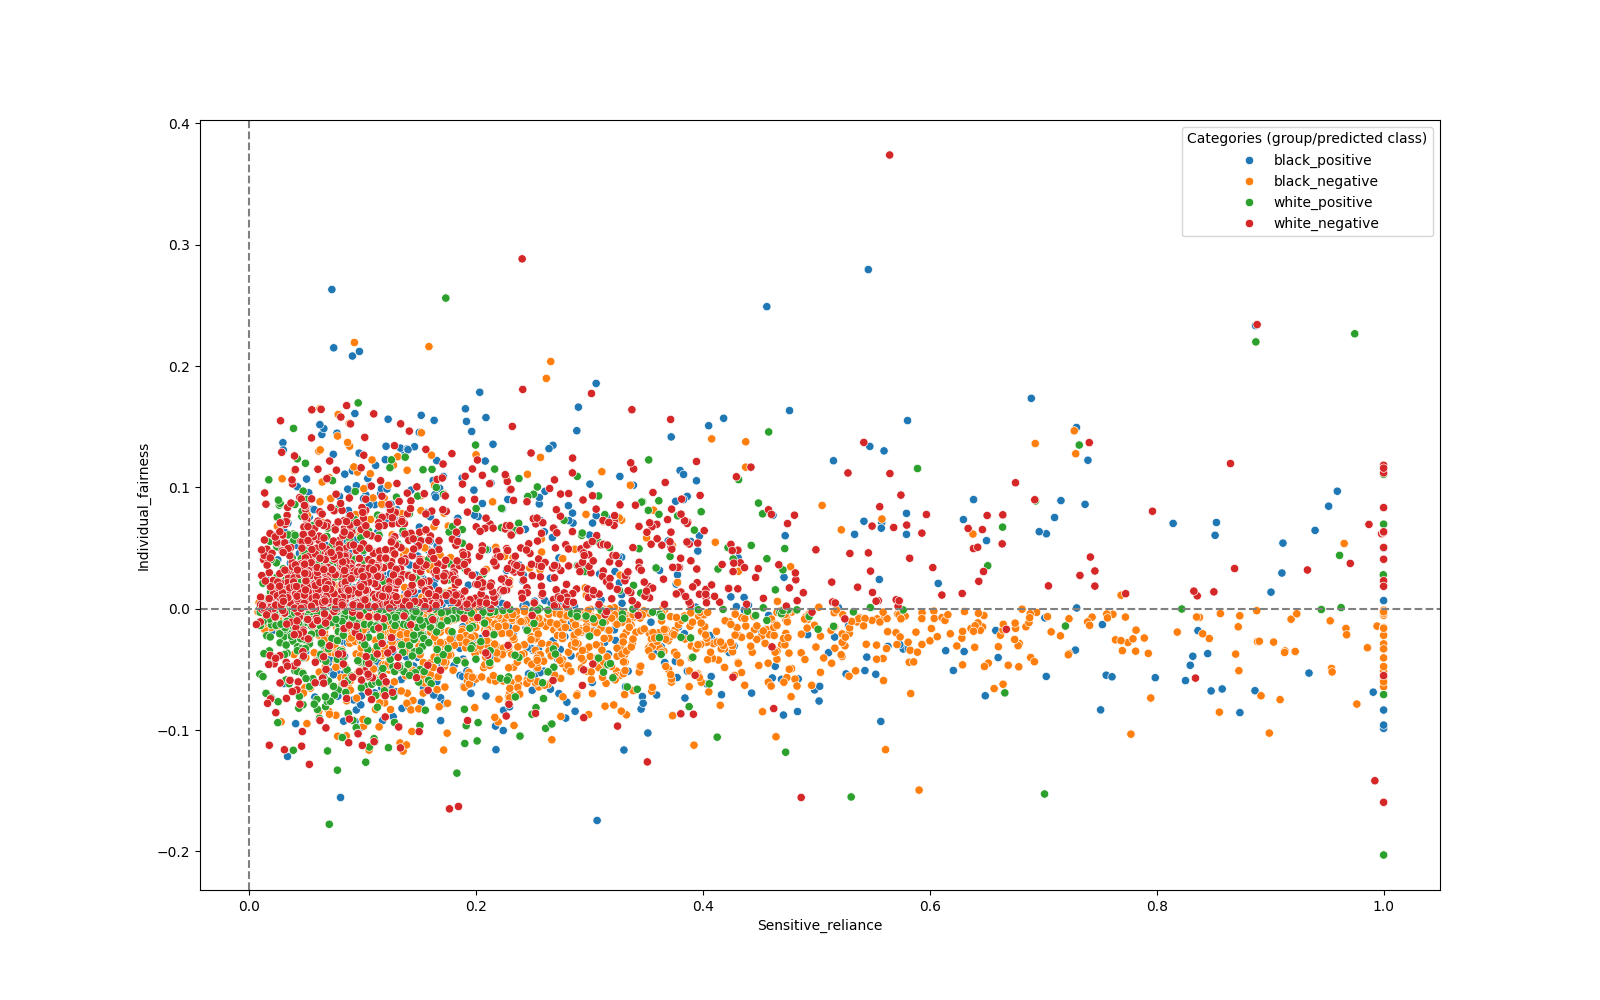 Categories (group/predicted class)
black_positive
black_negative
white_positive
white_negative
0.4
0.3
0.2
0.1
0.0
−0.1
−0.2
Individual_fairness
0.0
0.2
0.4
0.6
0.8
1.0
Sensitive_reliance